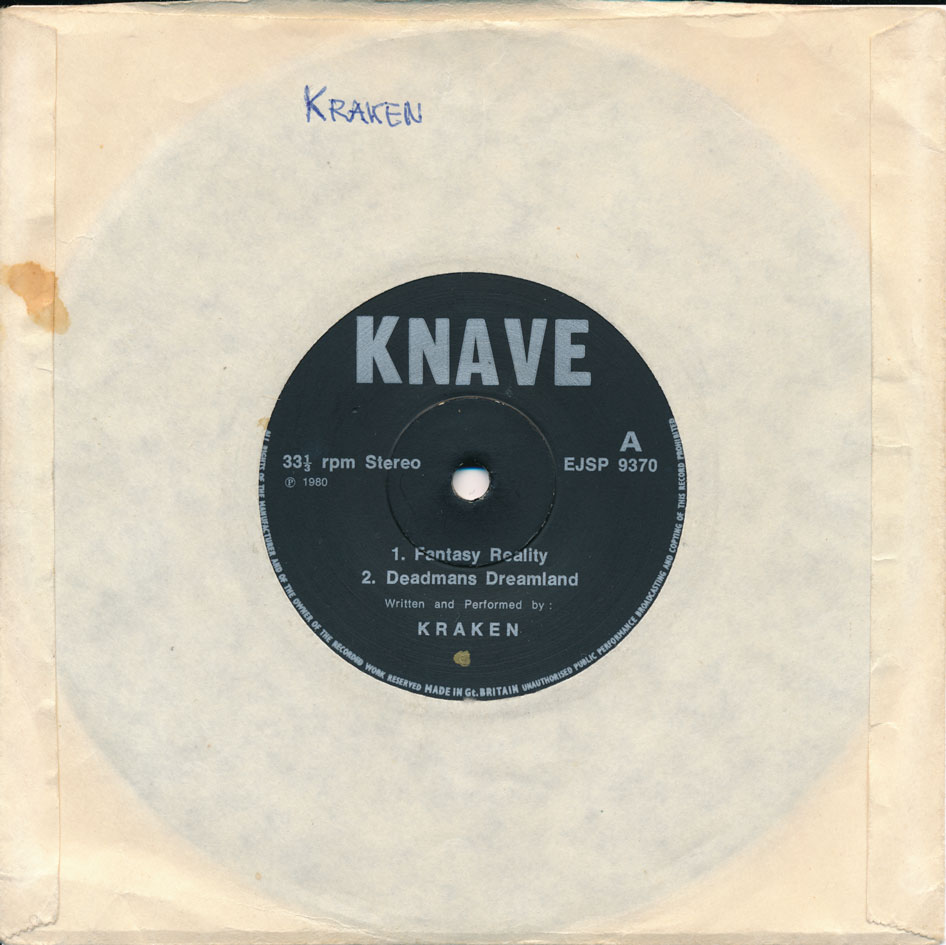 KRAKEN
KNAVE
A
33⅓ rpm Stereo
EJSP 9370
℗ 1980
1. Fantasy Reality
2. Deadmans Dreamland
Written and Performed by :
KRAKEN
ALL RIGHTS OF THE MANUFACTURER AND OF THE OWNER OF THE RECORDED WORK RESERVED MADE IN Gt. BRITAIN UNAUTHORISED PUBLIC PERFORMANCE BROADCASTING AND COPYING OF THIS RECORD PROHIBITED